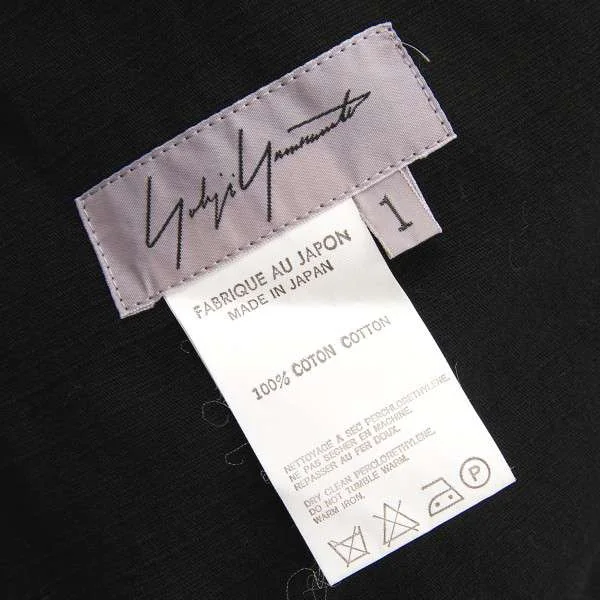 Yohji Yamamoto
1
FABRIQUE AU JAPON
MADE IN JAPAN
100% COTON COTTON
NETTOYAGE A SEC PERCHLORETHYLENE.
NE PAS SECHER EN MACHINE.
REPASSER AU FER DOUX.
DRY CLEAN PERCLORETHYLENE.
DO NOT TUMBLE WARM.
WARM IRON.
P